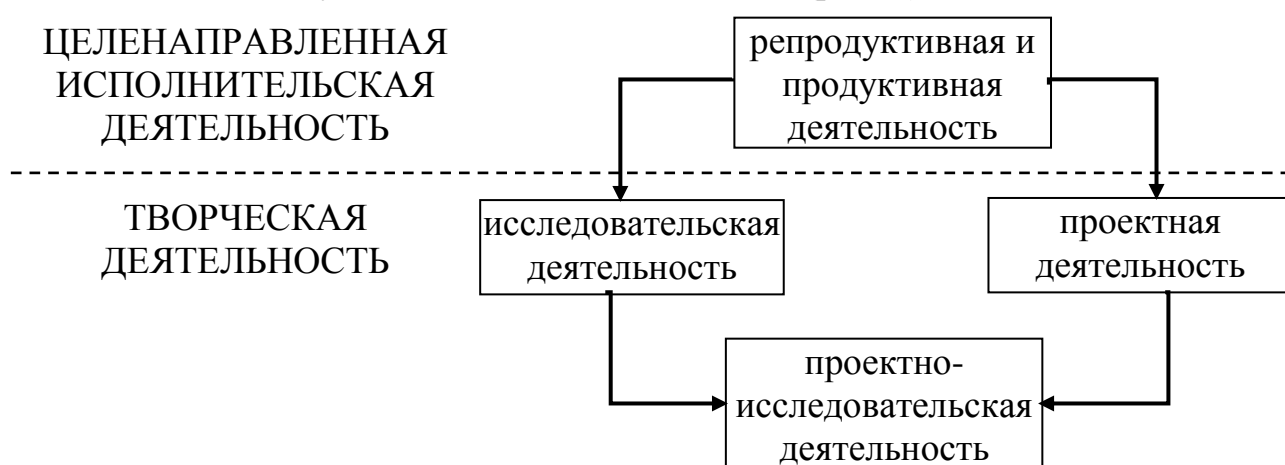 ЦЕЛЕНАПРАВЛЕННАЯ
ИСПОЛНИТЕЛЬСКАЯ
ДЕЯТЕЛЬНОСТЬ
репродуктивная и
продуктивная
деятельность
ТВОРЧЕСКАЯ
ДЕЯТЕЛЬНОСТЬ
исследовательская
деятельность
проектная
деятельность
проектно-
исследовательская
деятельность